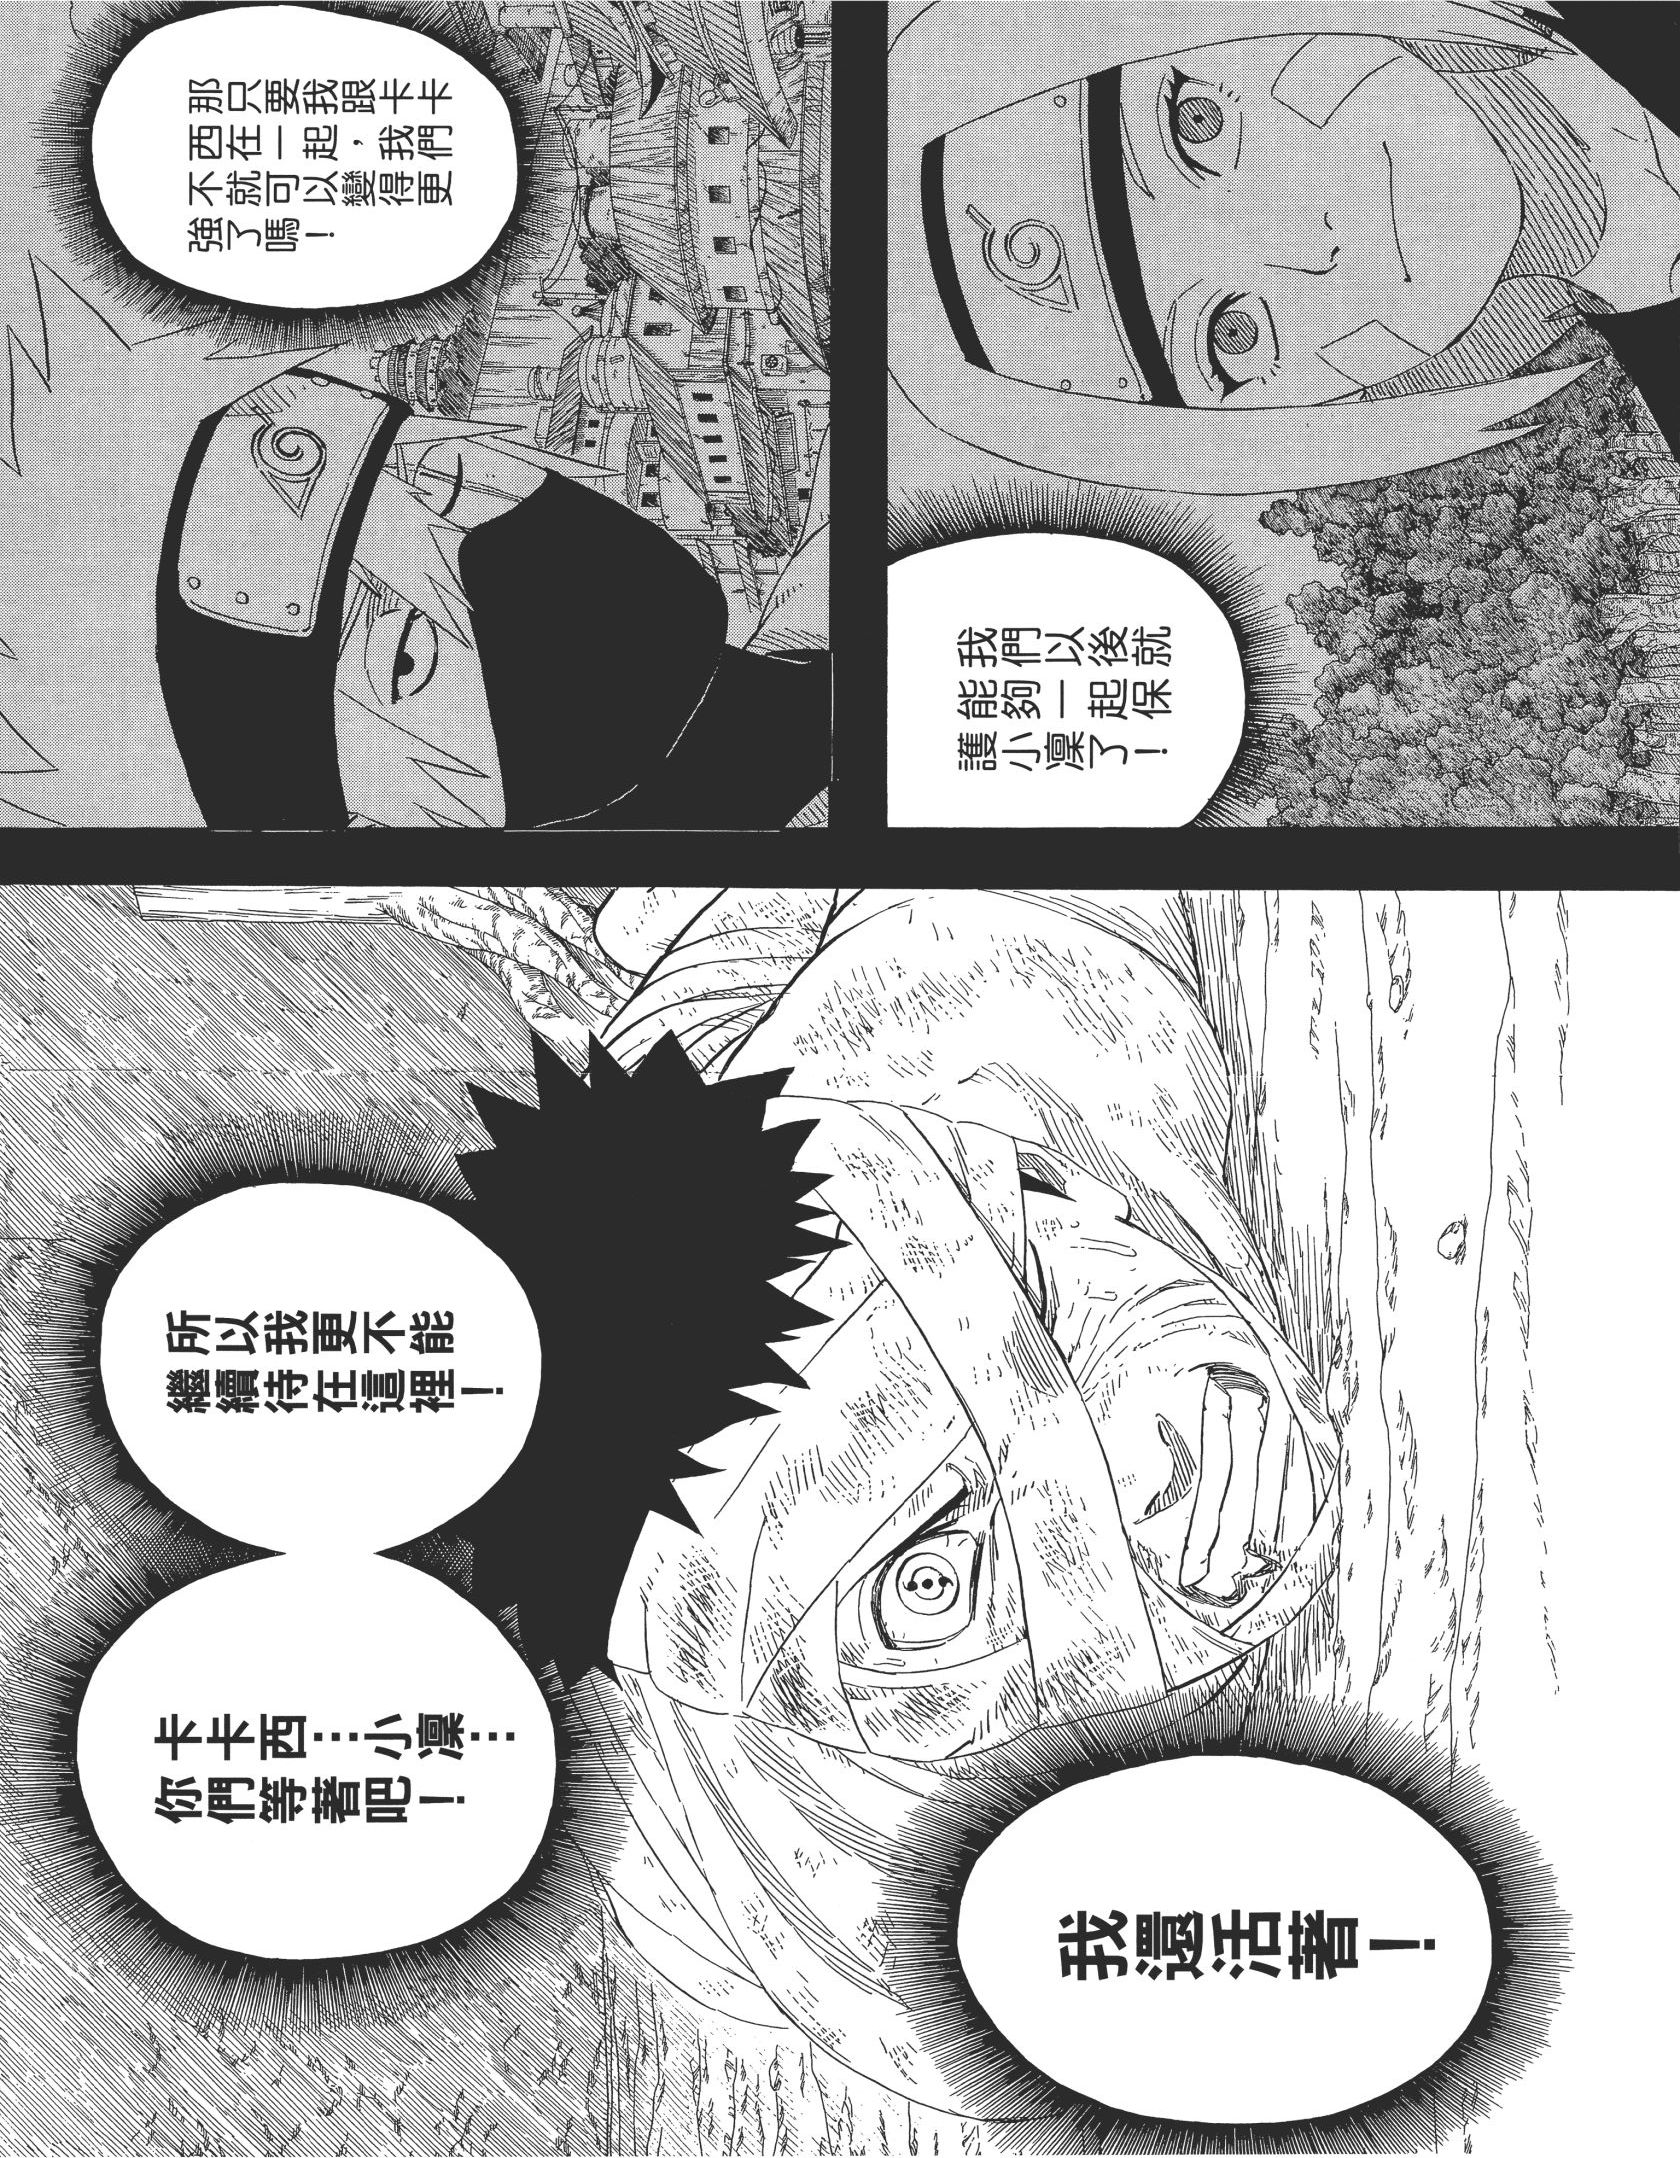 那只要我跟卡卡
西在一起，我們
不就可以變得更
強了嗎！
我們以後就
能夠一起保
護小凜了！
所以我更不能
繼續待在這裡！
卡卡西…小凜…
你們等著吧！
我還活著！